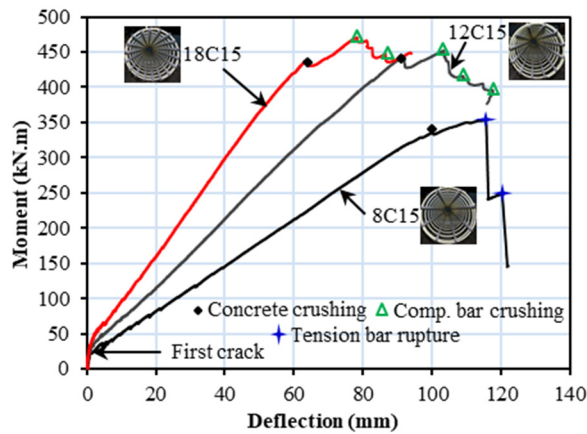 500
450
400
350
300
250
200
150
100
50
0
Moment (kN.m)
18C15
12C15
8C15
Concrete crushing
Comp. bar crushing
Tension bar rupture
First crack
0 20 40 60 80 100 120 140
Deflection (mm)